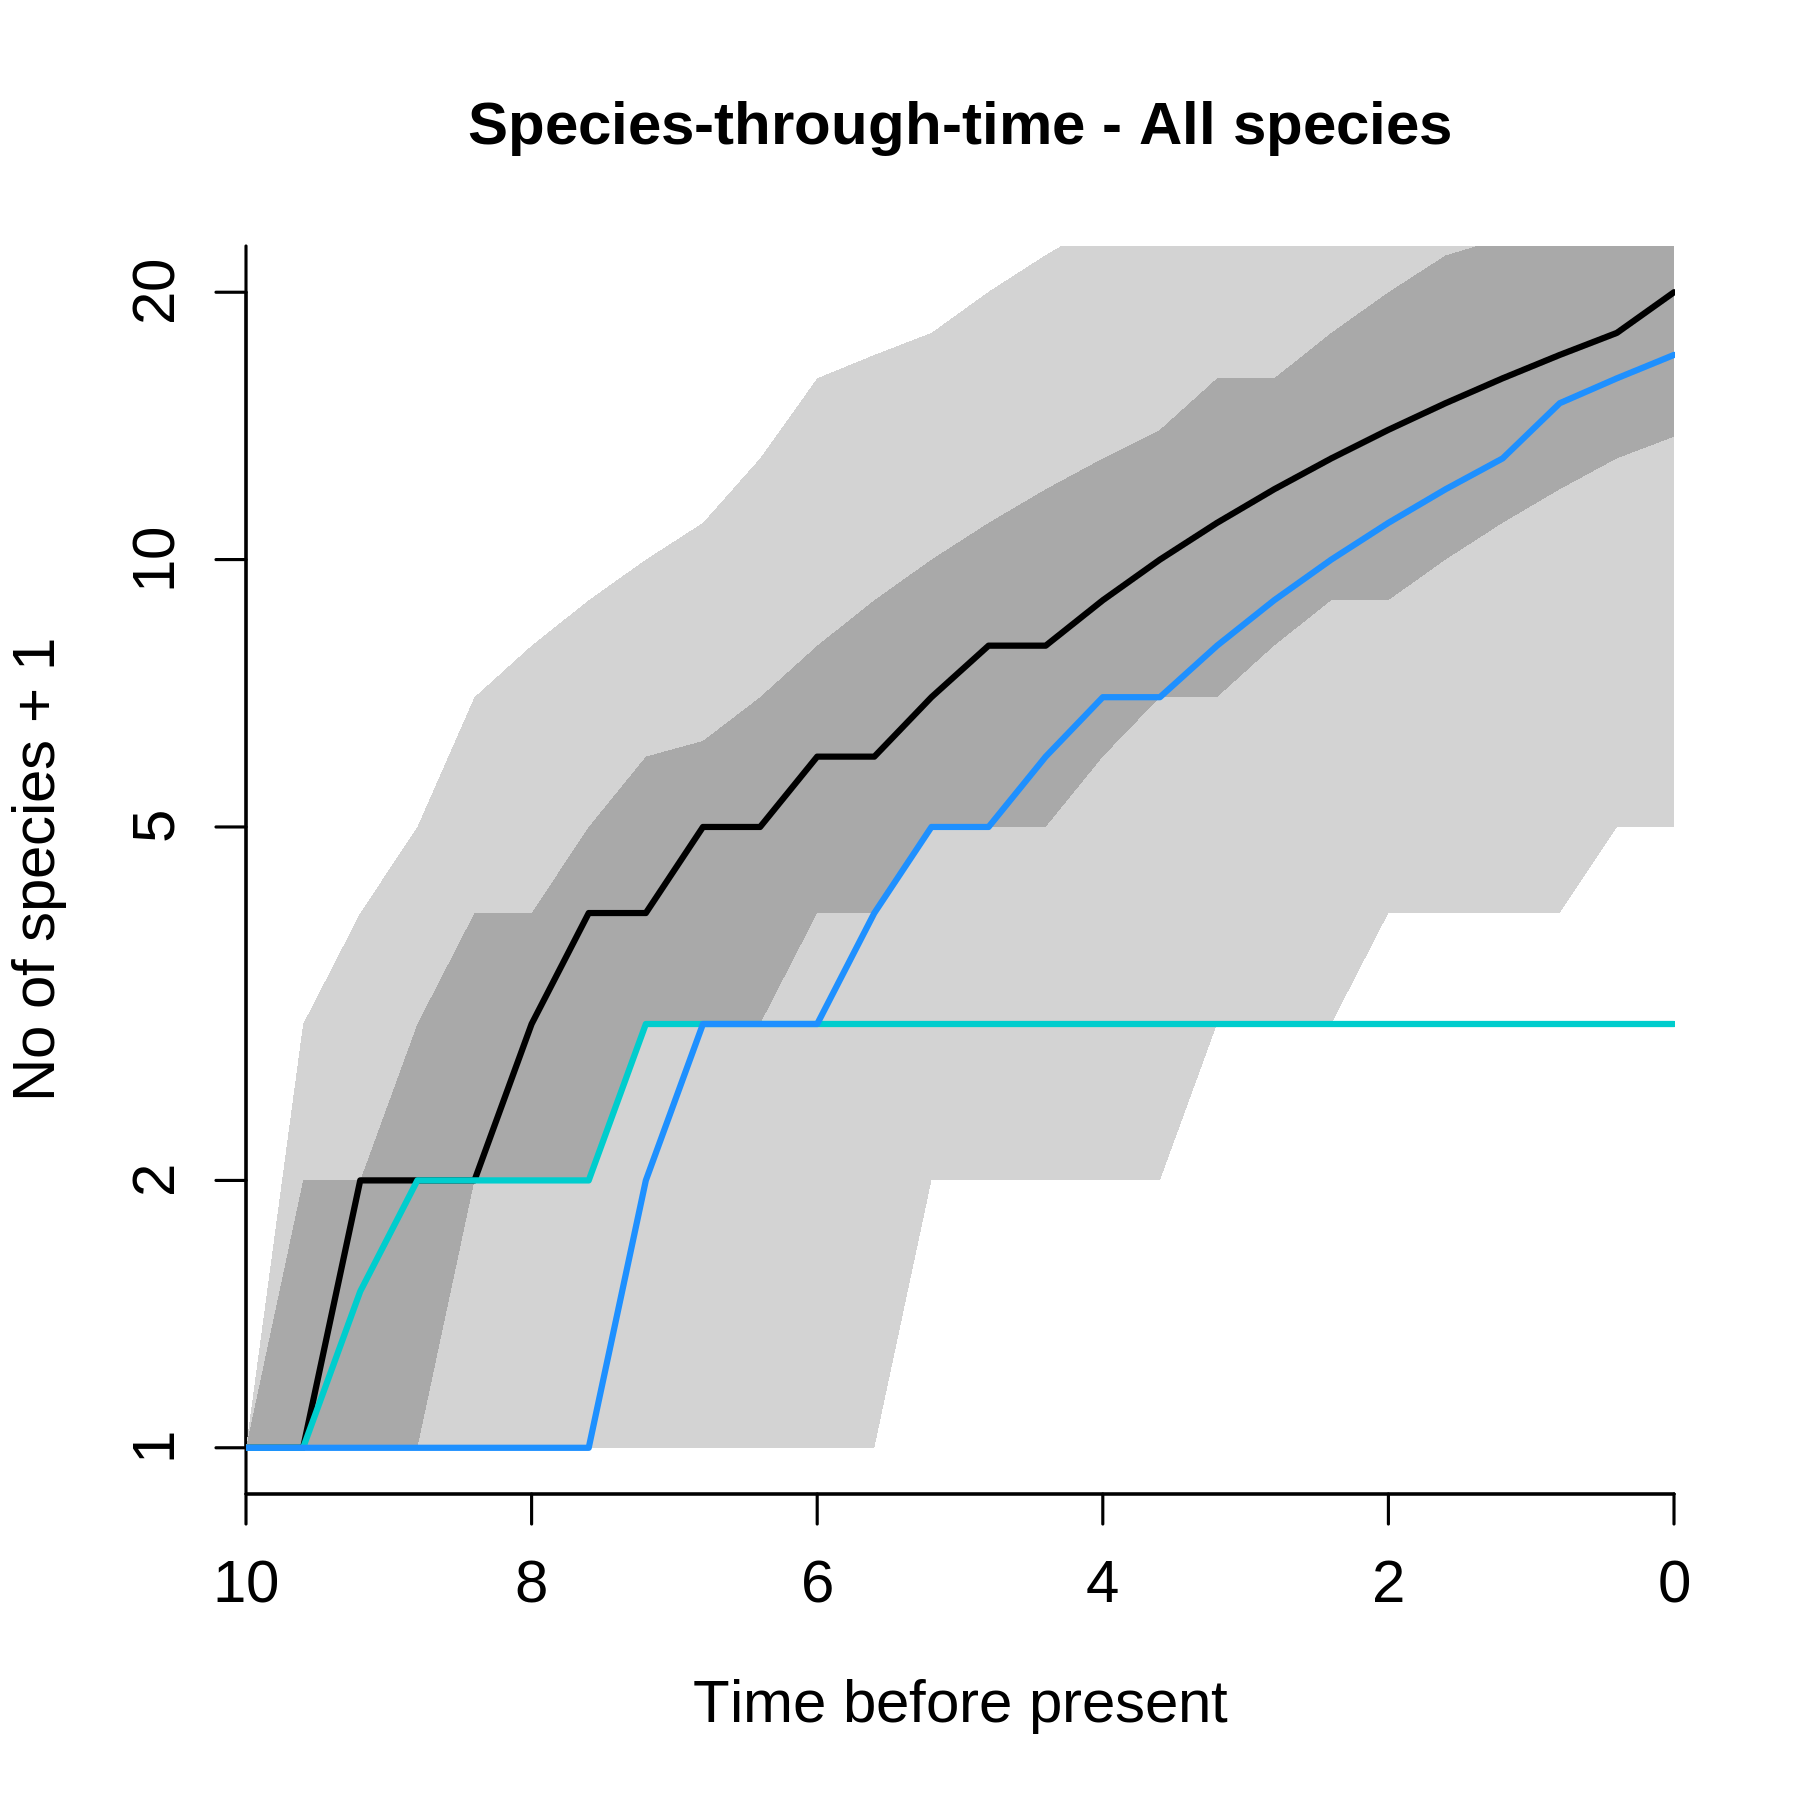 Species-through-time - All species
No of species + 1
20
10
5
2
1
10 8 6 4 2 0
Time before present